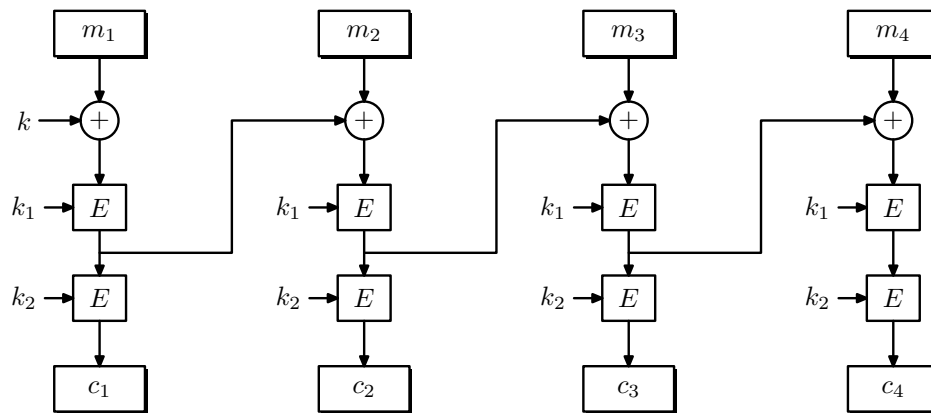 m₁ m₂ m₃ m₄
k + + + +
k₁ E k₁ E k₁ E k₁ E
k₂ E k₂ E k₂ E k₂ E
c₁ c₂ c₃ c₄